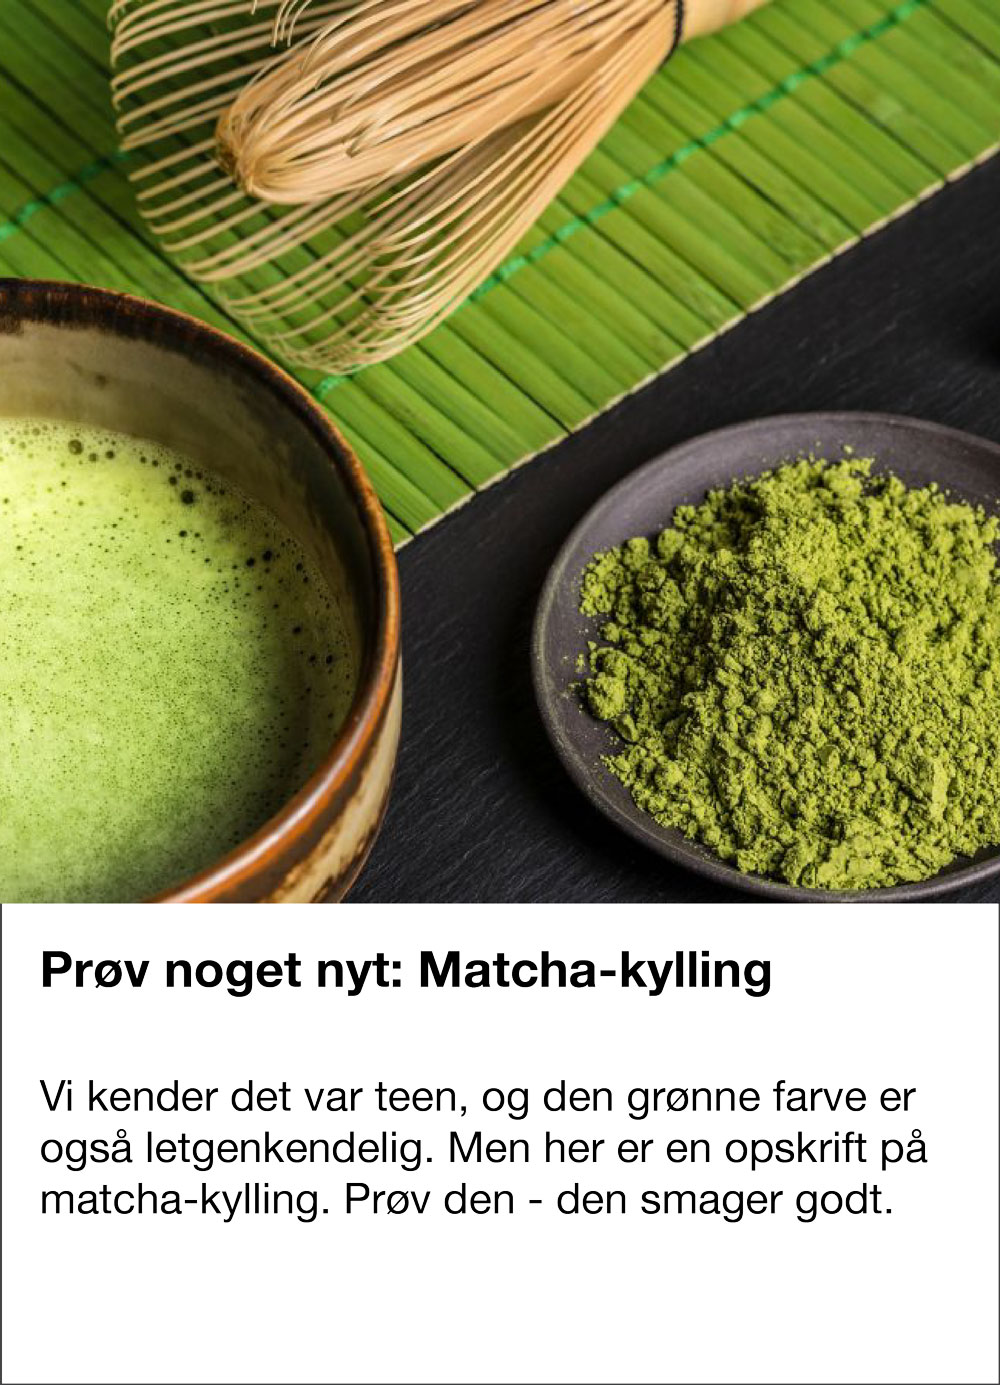 Prøv noget nyt: Matcha-kylling
Vi kender det var teen, og den grønne farve er
også letgenkendelig. Men her er en opskrift på
matcha-kylling. Prøv den - den smager godt.